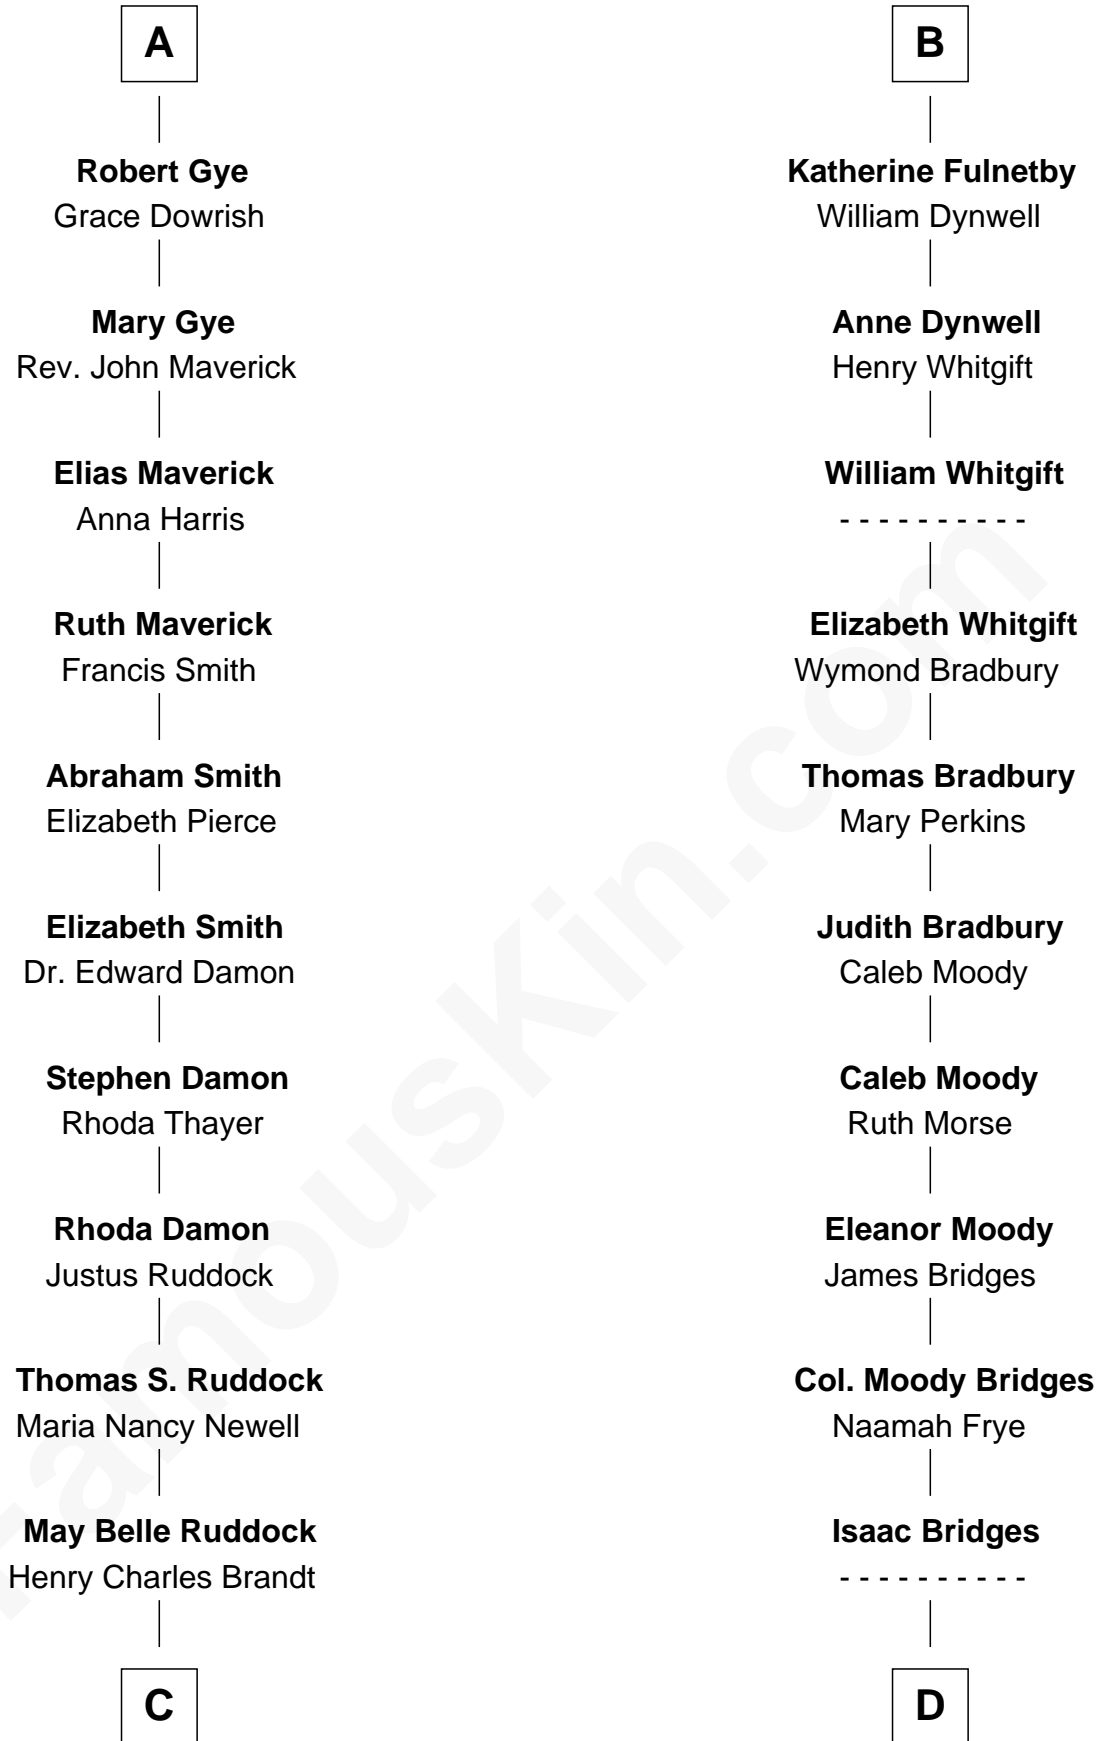 A
Robert Gye
Grace Dowrish
Mary Gye
Rev. John Maverick
Elias Maverick
Anna Harris
Ruth Maverick
Francis Smith
Abraham Smith
Elizabeth Pierce
Elizabeth Smith
Dr. Edward Damon
Stephen Damon
Rhoda Thayer
Rhoda Damon
Justus Ruddock
Thomas S. Ruddock
Maria Nancy Newell
May Belle Ruddock
Henry Charles Brandt
C
B
Katherine Fulnetby
William Dynwell
Anne Dynwell
Henry Whitgift
William Whitgift
- - - - - - - - - -
Elizabeth Whitgift
Wymond Bradbury
Thomas Bradbury
Mary Perkins
Judith Bradbury
Caleb Moody
Caleb Moody
Ruth Morse
Eleanor Moody
James Bridges
Col. Moody Bridges
Naamah Frye
Isaac Bridges
- - - - - - - - - -
D
FamousKin.com